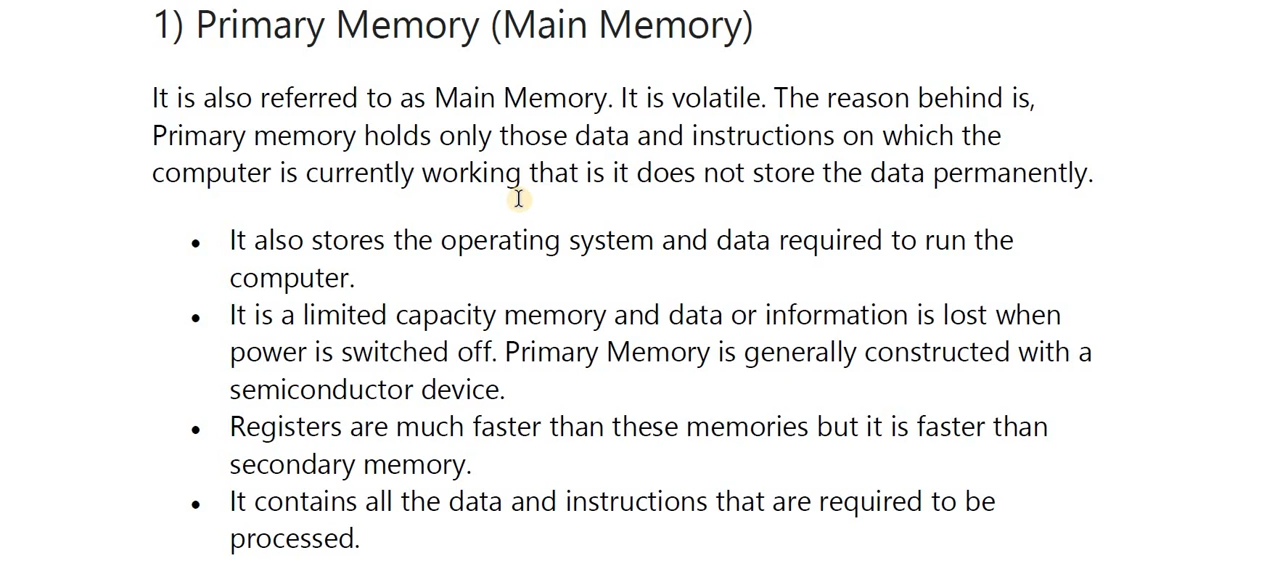 1) Primary Memory (Main Memory)
It is also referred to as Main Memory. It is volatile. The reason behind is,
Primary memory holds only those data and instructions on which the
computer is currently working that is it does not store the data permanently.
• It also stores the operating system and data required to run the
computer.
• It is a limited capacity memory and data or information is lost when
power is switched off. Primary Memory is generally constructed with a
semiconductor device.
• Registers are much faster than these memories but it is faster than
secondary memory.
• It contains all the data and instructions that are required to be
processed.